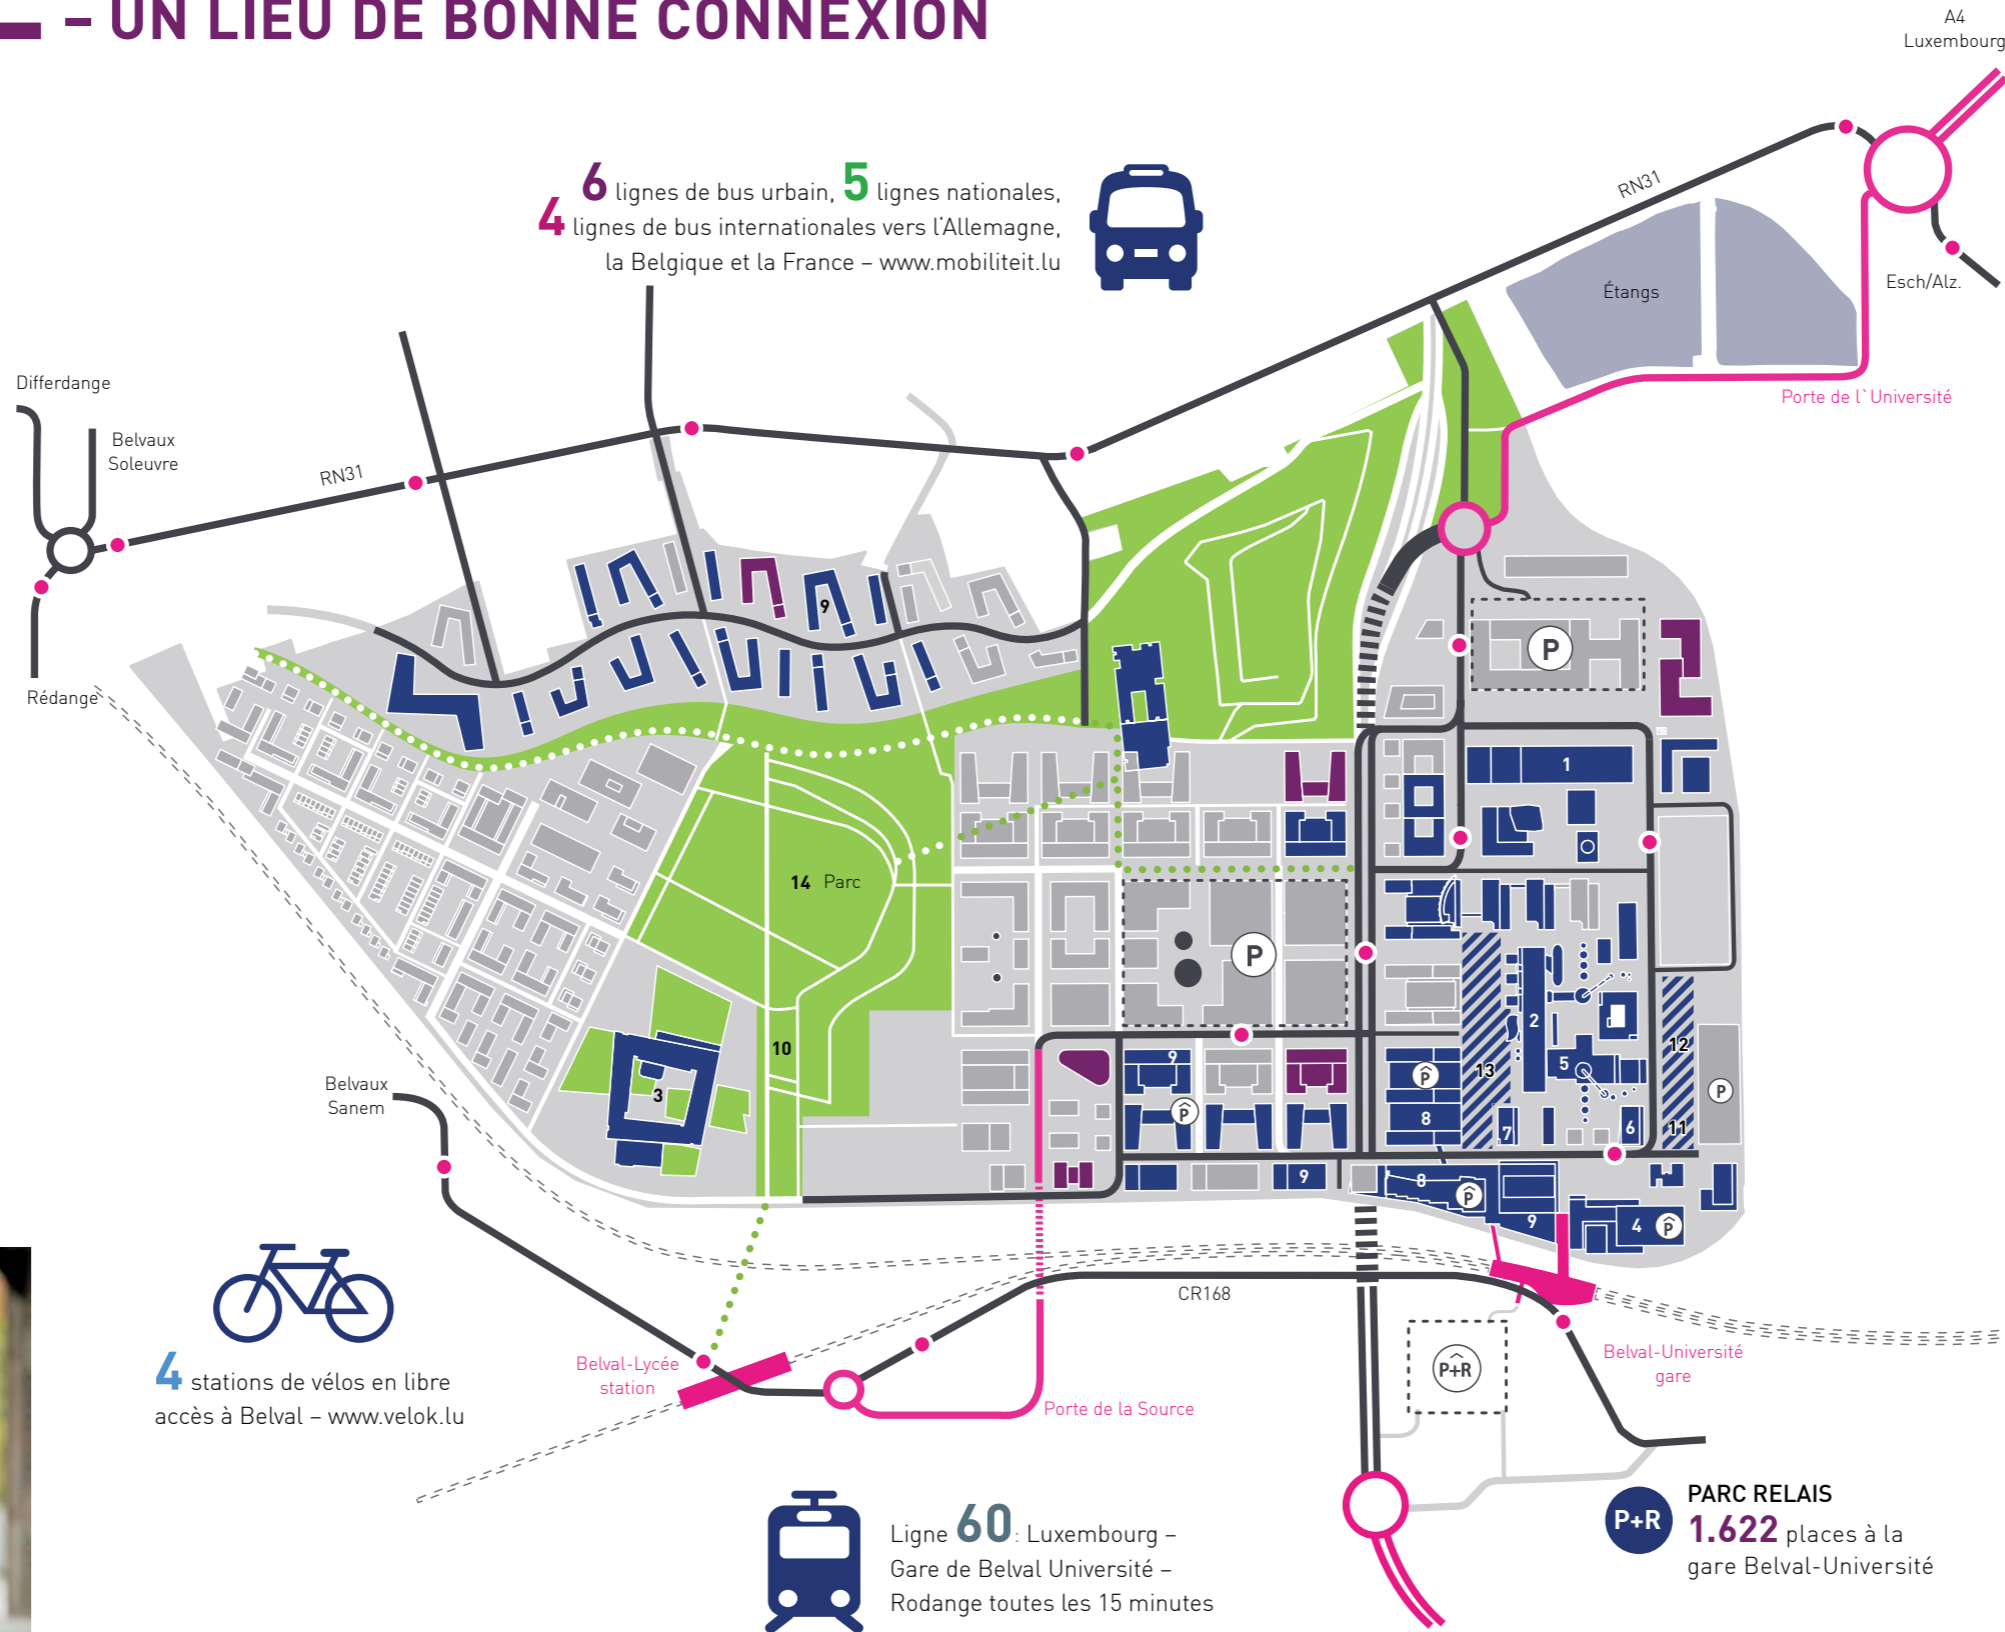 – UN LIEU DE BONNE CONNEXION
A4
Luxembourg
6 lignes de bus urbain, 5 lignes nationales,
4 lignes de bus internationales vers l'Allemagne,
la Belgique et la France – www.mobiliteit.lu
RN31
Étangs
Esch/Alz.
Porte de l`Université
Differdange
Belvaux
Soleuvre
RN31
Rédange
9
P
1
14 Parc
P
2
10
3
9
P
P
8
13
5
12
P
7
6
11
Belvaux
Sanem
9
8
P
9
4
P
CR168
4 stations de vélos en libre
accès à Belval – www.velok.lu
Belval-Lycée
station
Porte de la Source
P+R
Belval-Université
gare
Ligne 60: Luxembourg –
Gare de Belval Université –
Rodange toutes les 15 minutes
P+R
PARC RELAIS
1.622 places à la
gare Belval-Université